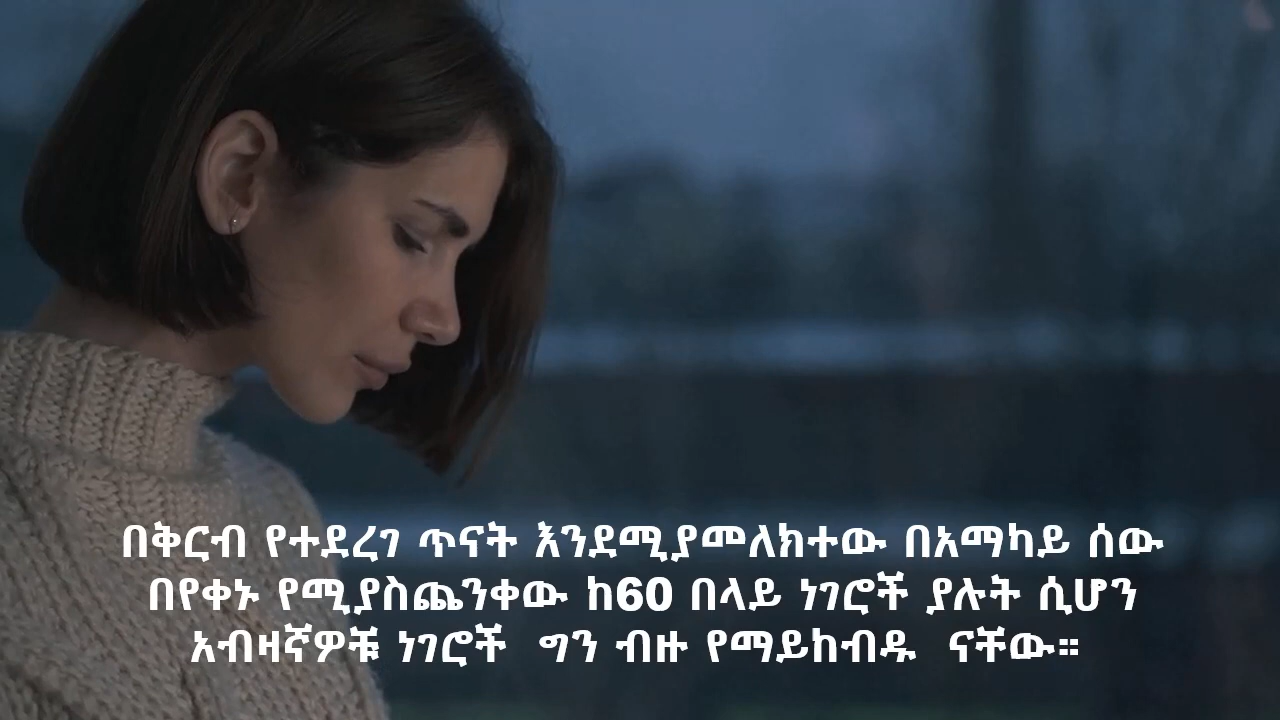 በቅርብ የተደረገ ጥናት እንደሚያመለክተው በአማካይ ሰው
በየቀኑ የሚያስጨንቀው ከ60 በላይ ነገሮች ያሉት ሲሆን
አብዛኛዎቹ ነገሮች ግን ብዙ የማይከብዱ ናቸው።